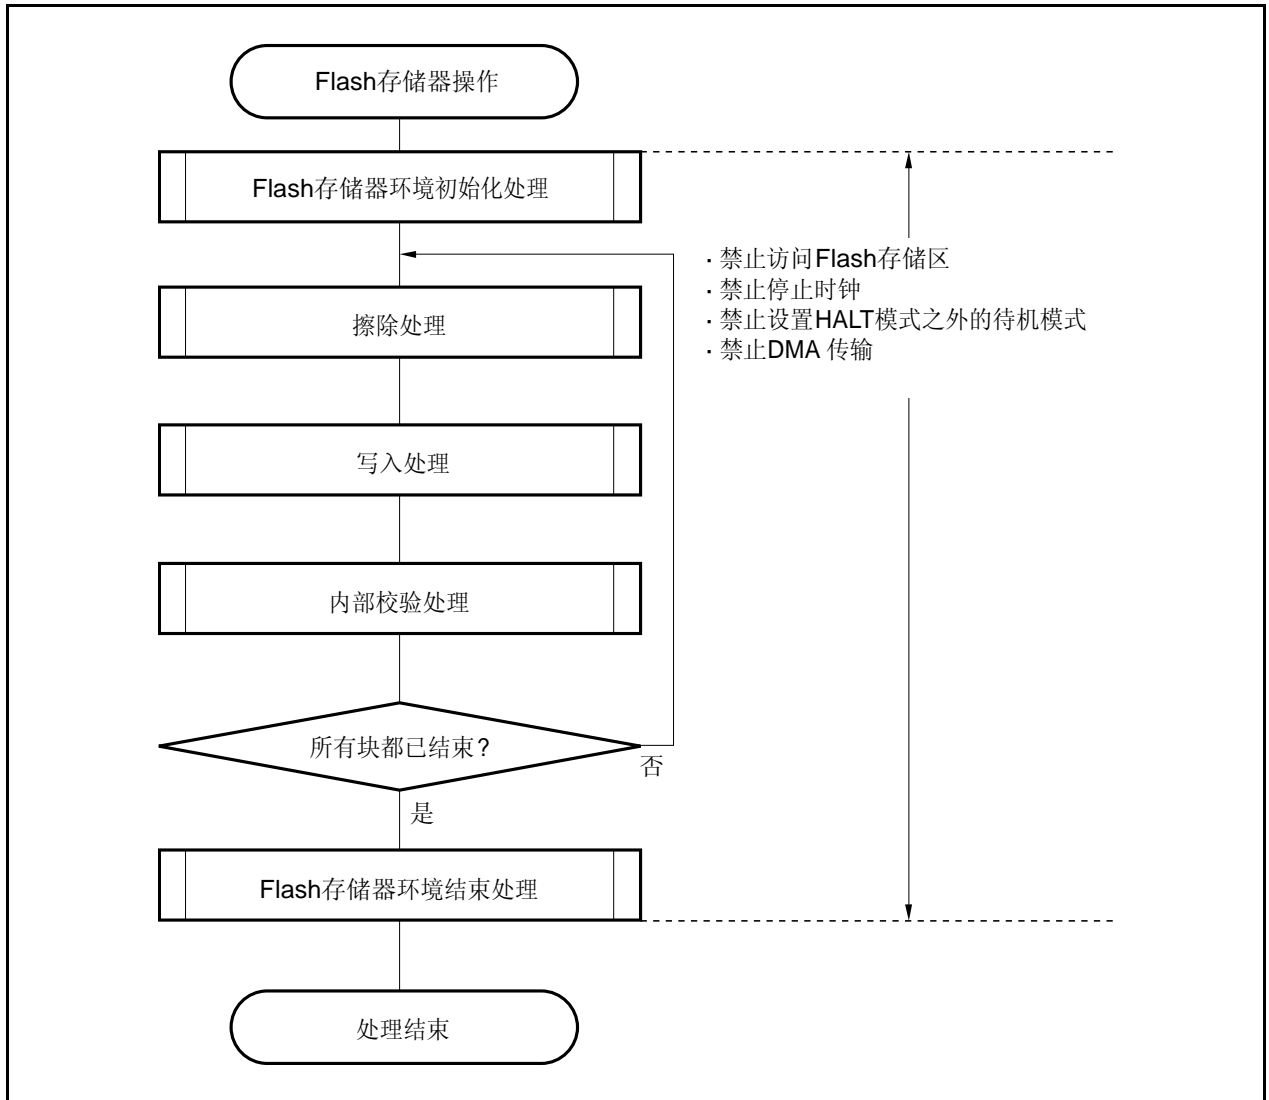 Flash存储器操作
Flash存储器环境初始化处理
· 禁止访问Flash存储区
· 禁止停止时钟
· 禁止设置HALT模式之外的待机模式
· 禁止DMA 传输
擦除处理
写入处理
内部校验处理
所有块都已结束?
否
是
Flash存储器环境结束处理
处理结束